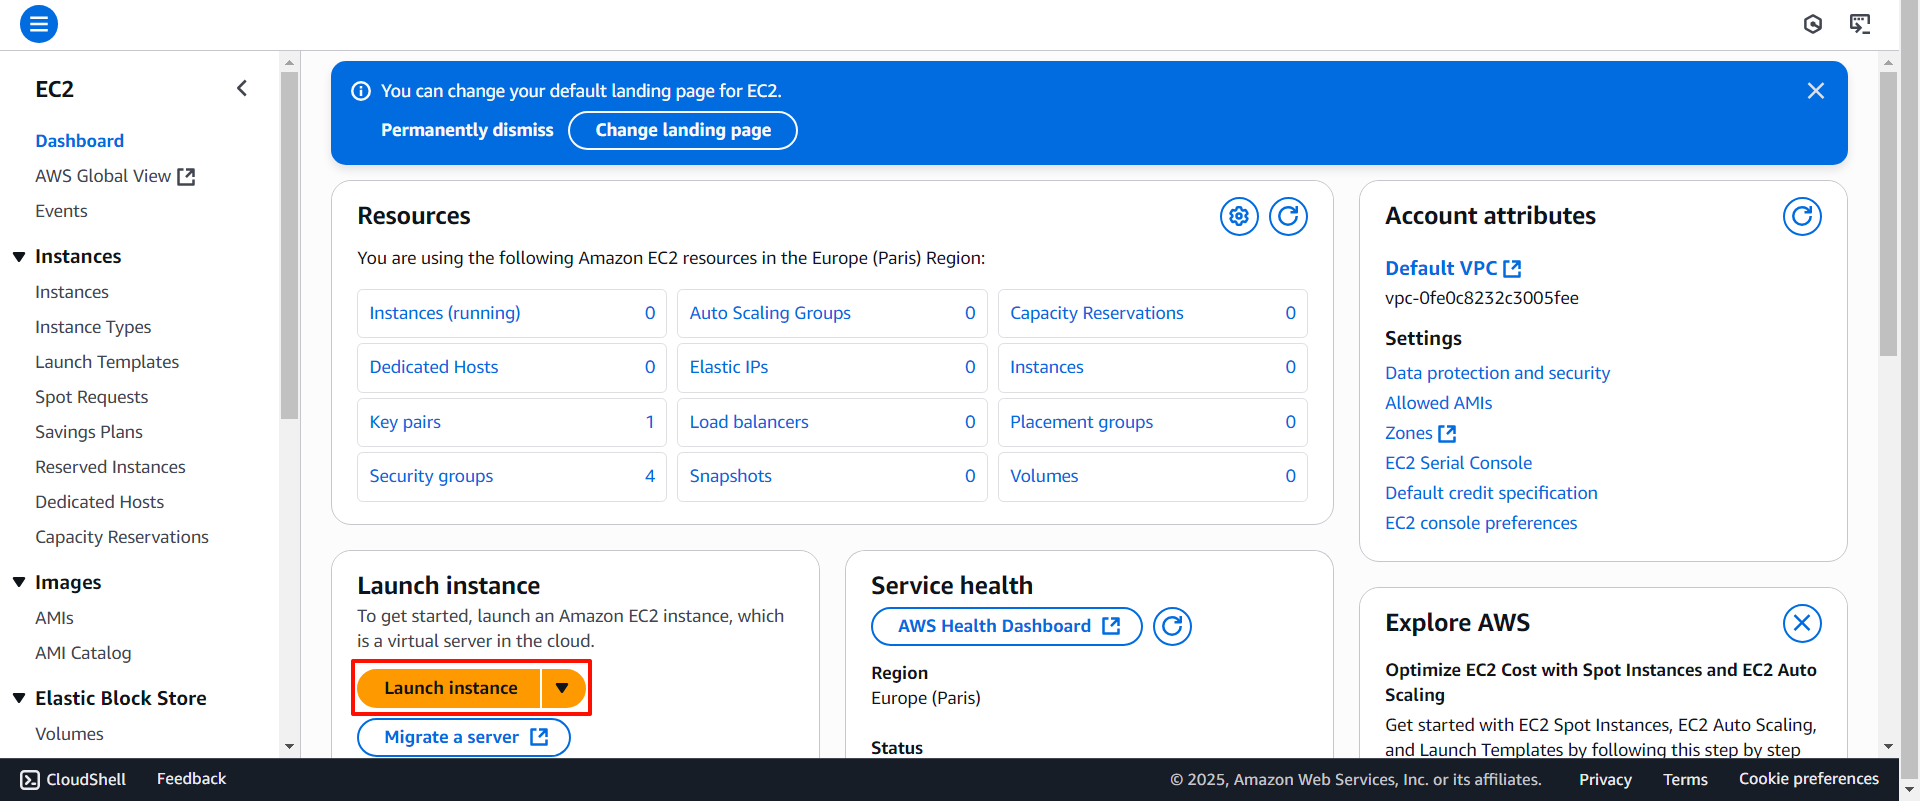 EC2
Dashboard
AWS Global View
Events
Instances
Instances
Instance Types
Launch Templates
Spot Requests
Savings Plans
Reserved Instances
Dedicated Hosts
Capacity Reservations
Images
AMIs
AMI Catalog
Elastic Block Store
Volumes
You can change your default landing page for EC2.
Permanently dismiss Change landing page
Resources
You are using the following Amazon EC2 resources in the Europe (Paris) Region:
Instances (running) 0 Auto Scaling Groups 0 Capacity Reservations 0
Dedicated Hosts 0 Elastic IPs 0 Instances 0
Key pairs 1 Load balancers 0 Placement groups 0
Security groups 4 Snapshots 0 Volumes 0
Launch instance
To get started, launch an Amazon EC2 instance, which
is a virtual server in the cloud.
Launch instance
Migrate a server
Service health
AWS Health Dashboard
Region
Europe (Paris)
Status
Account attributes
Default VPC
vpc-0fe0c8232c3005fee
Settings
Data protection and security
Allowed AMIs
Zones
EC2 Serial Console
Default credit specification
EC2 console preferences
Explore AWS
Optimize EC2 Cost with Spot Instances and EC2 Auto
Scaling
Get started with EC2 Spot Instances, EC2 Auto Scaling,
and Launch Templates by following this step by step
CloudShell Feedback © 2025, Amazon Web Services, Inc. or its affiliates. Privacy Terms Cookie preferences